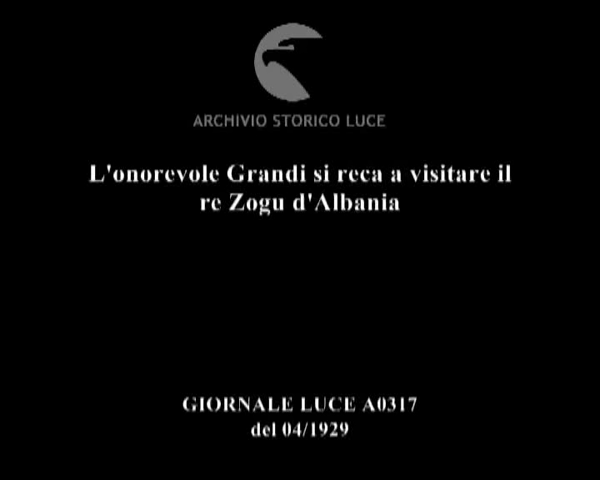 ARCHIVIO STORICO LUCE
L'onorevole Grandi si reca a visitare il
re Zogu d'Albania
GIORNALE LUCE A0317
del 04/1929